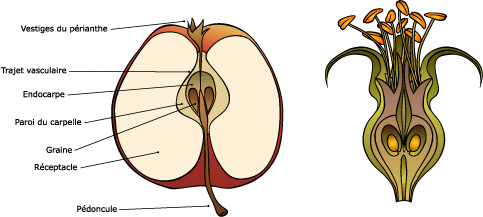 Vestiges du périanthe
Trajet vasculaire
Endocarpe
Paroi du carpelle
Graine
Réceptacle
Pédoncule